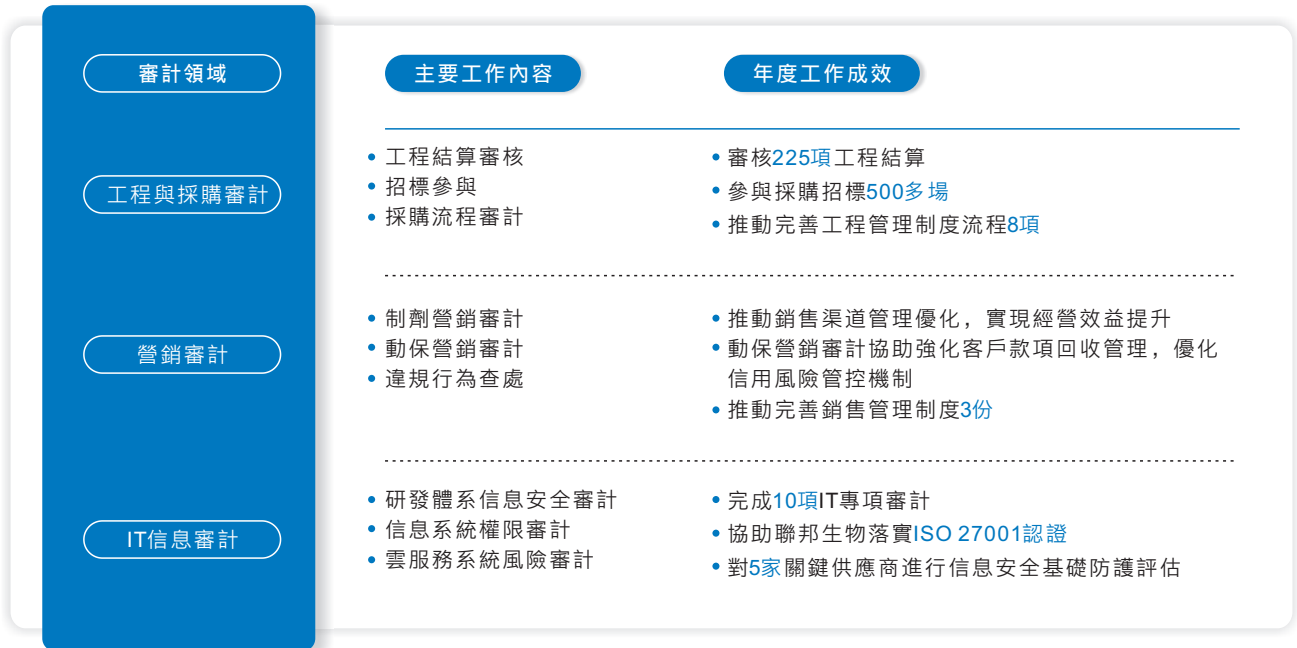 審計領域
主要工作內容
年度工作成效
工程與採購審計
工程結算審核
招標參與
採購流程審計
審核225項工程結算
參與採購招標500多場
推動完善工程管理制度流程8項
營銷審計
制劑營銷審計
動保營銷審計
違規行為查處
推動銷售渠道管理優化，實現經營效益提升
動保營銷審計協助強化客戶款項回收管理，優化
信用風險管控機制
推動完善銷售管理制度3份
IT信息審計
研發體系信息安全審計
信息系統權限審計
雲服務系統風險審計
完成10項IT專項審計
協助聯邦生物落實ISO 27001認證
對5家關鍵供應商進行信息安全基礎防護評估